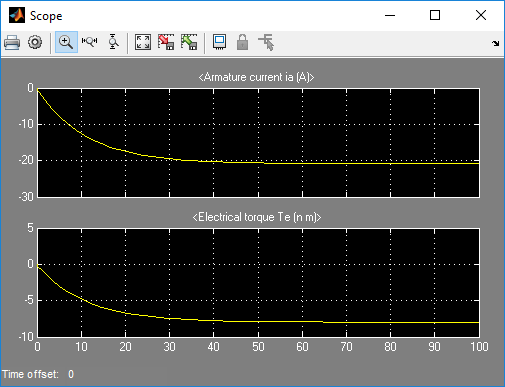 Scope
<Armature current ia (A)>
0
-10
-20
-30
<Electrical torque Te (n m)>
5
0
-5
-10
0 10 20 30 40 50 60 70 80 90 100
Time offset: 0